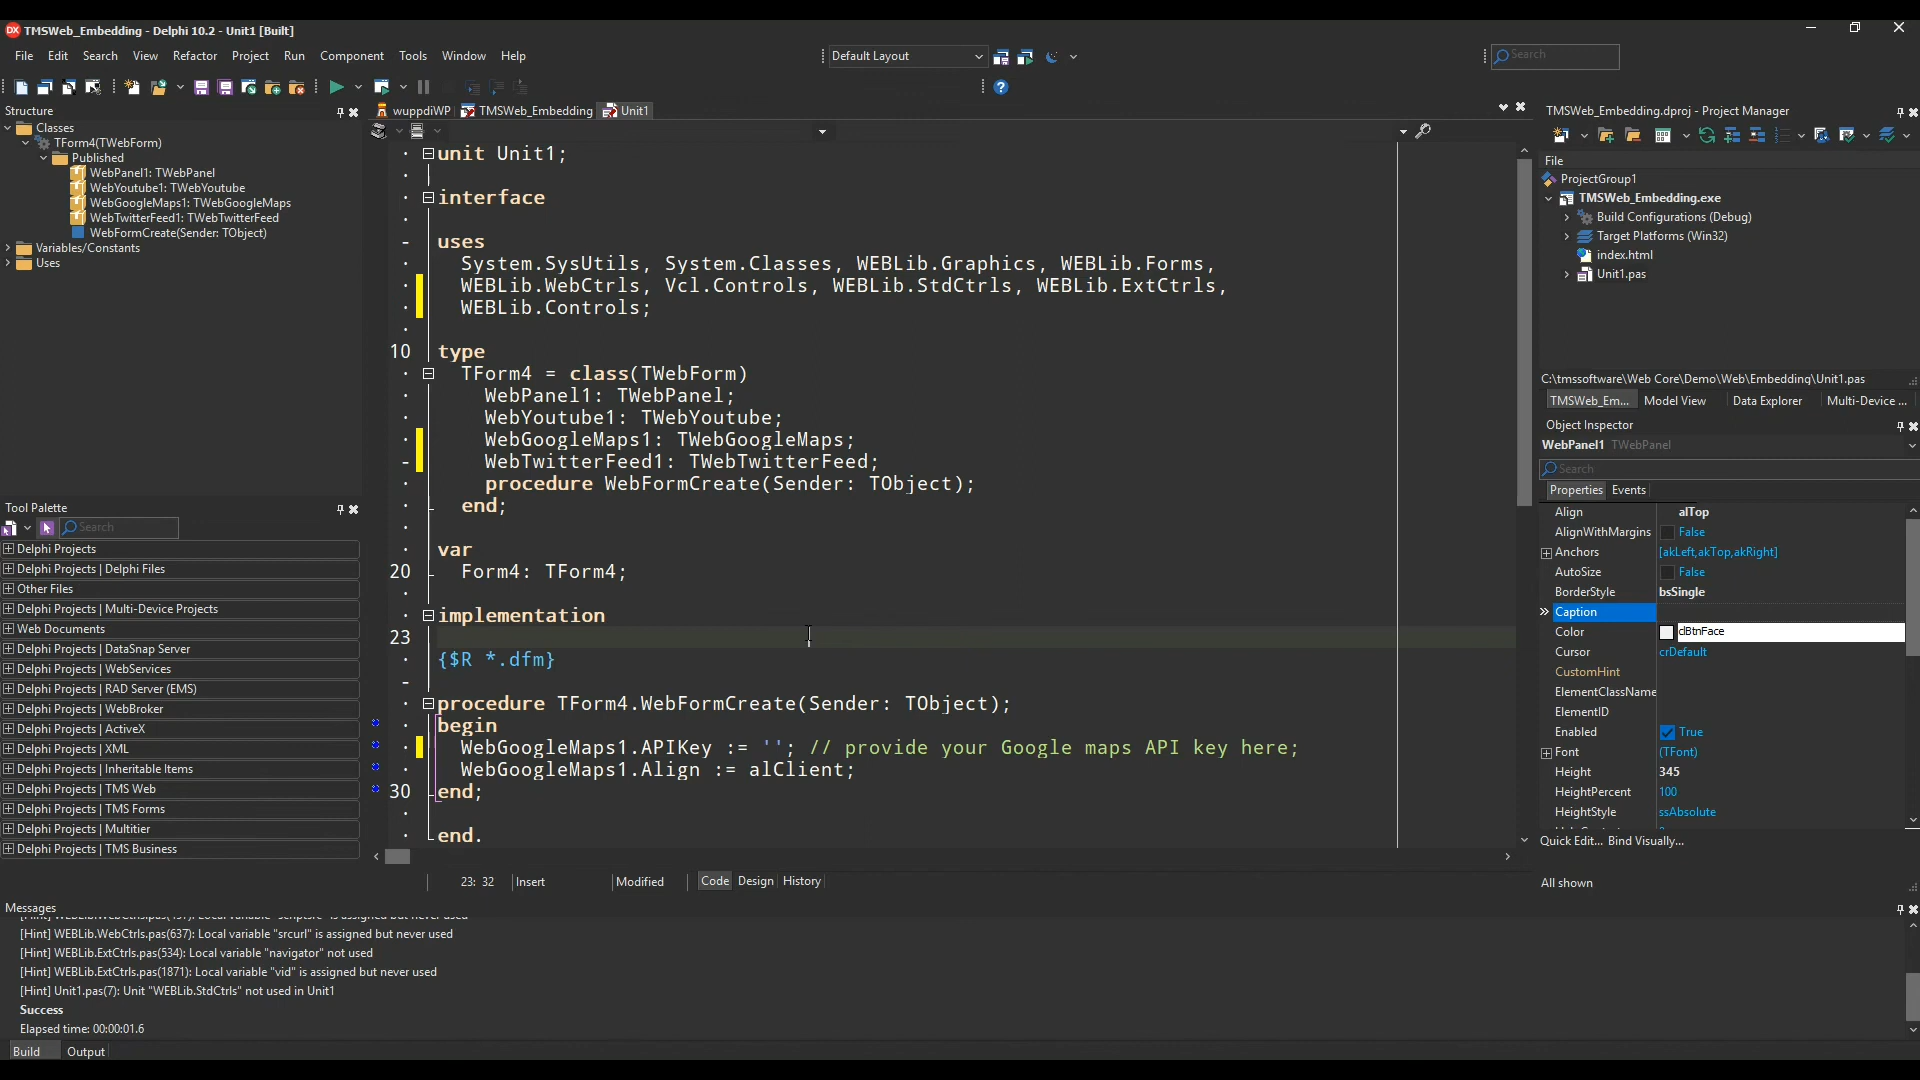 TMSWeb_Embedding - Delphi 10.2 - Unit1 [Built]
File Edit Search View Refactor Project Run Component Tools Window Help
Default Layout
Search
Structure
Classes
TForm4(TWebForm)
Published
WebPanel1: TWebPanel
WebYoutube1: TWebYoutube
WebGoogleMaps1: TWebGoogleMaps
WebTwitterFeed1: TWebTwitterFeed
WebFormCreate(Sender: TObject)
Variables/Constants
Uses
Tool Palette
Search
Delphi Projects
Delphi Projects | Delphi Files
Other Files
Delphi Projects | Multi-Device Projects
Web Documents
Delphi Projects | DataSnap Server
Delphi Projects | WebServices
Delphi Projects | RAD Server (EMS)
Delphi Projects | WebBroker
Delphi Projects | ActiveX
Delphi Projects | XML
Delphi Projects | Inheritable Items
Delphi Projects | TMS Web
Delphi Projects | TMS Forms
Delphi Projects | Multitier
Delphi Projects | TMS Business
wuppdiWP TMSWeb_Embedding Unit1
unit Unit1;
interface
uses
System.SysUtils, System.Classes, WEBLib.Graphics, WEBLib.Forms,
WEBLib.WebCtrls, Vcl.Controls, WEBLib.StdCtrls, WEBLib.ExtCtrls,
WEBLib.Controls;
10 type
TForm4 = class(TWebForm)
WebPanel1: TWebPanel;
WebYoutube1: TWebYoutube;
WebGoogleMaps1: TWebGoogleMaps;
WebTwitterFeed1: TWebTwitterFeed;
procedure WebFormCreate(Sender: TObject);
end;
var
20 Form4: TForm4;
implementation
23
{$R *.dfm}
procedure TForm4.WebFormCreate(Sender: TObject);
begin
WebGoogleMaps1.APIKey := ''; // provide your Google maps API key here;
WebGoogleMaps1.Align := alClient;
30 end;
end.
23: 32 Insert Modified Code Design History
TMSWeb_Embedding.dproj - Project Manager
File
ProjectGroup1
TMSWeb_Embedding.exe
Build Configurations (Debug)
Target Platforms (Win32)
index.html
Unit1.pas
C:\tmssoftware\Web Core\Demo\Web\Embedding\Unit1.pas
TMSWeb_Em... Model View Data Explorer Multi-Device ...
Object Inspector
WebPanel1 TWebPanel
Search
Properties Events
Align alTop
AlignWithMargins False
Anchors [akLeft,akTop,akRight]
AutoSize False
BorderStyle bsSingle
Caption
Color clBtnFace
Cursor crDefault
CustomHint
ElementClassName
ElementID
Enabled True
Font (TFont)
Height 345
HeightPercent 100
HeightStyle ssAbsolute
Quick Edit... Bind Visually...
All shown
Messages
[Hint] WEBLib.WebCtrls.pas(637): Local variable "srcurl" is assigned but never used
[Hint] WEBLib.ExtCtrls.pas(534): Local variable "navigator" not used
[Hint] WEBLib.ExtCtrls.pas(1871): Local variable "vid" is assigned but never used
[Hint] Unit1.pas(7): Unit "WEBLib.StdCtrls" not used in Unit1
Success
Elapsed time: 00:00:01.6
Build Output